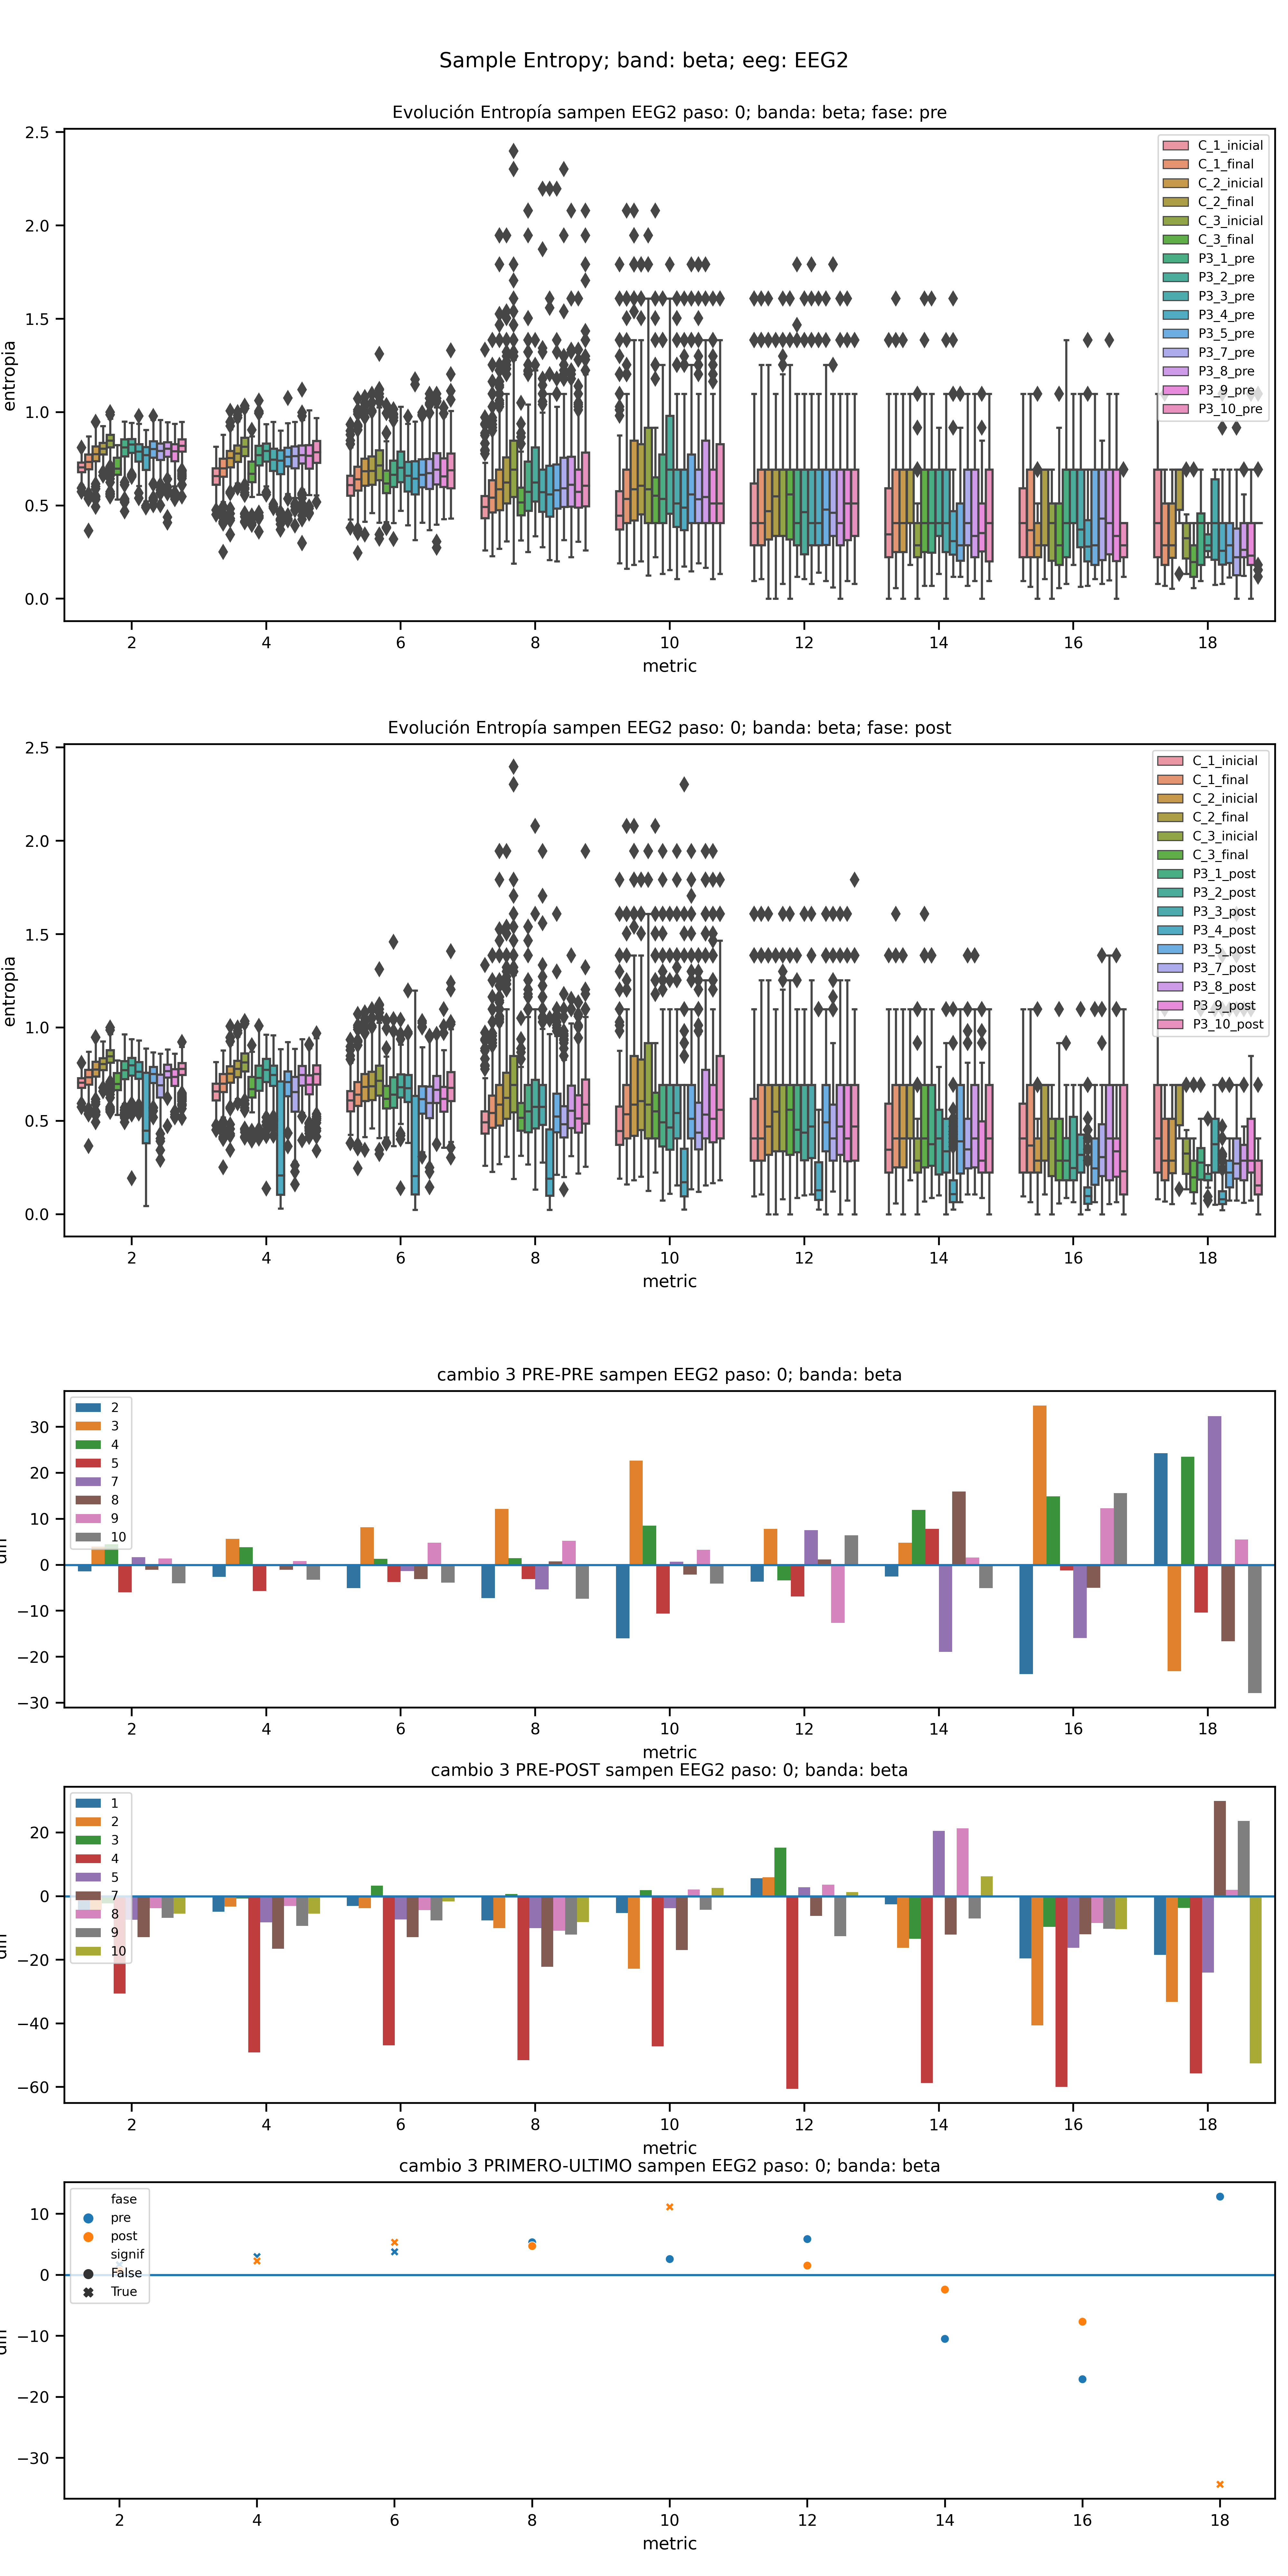 Sample Entropy; band: beta; eeg: EEG2
Evolución Entropía sampen EEG2 paso: 0; banda: beta; fase: pre
2.5
2.0
1.5
1.0
0.5
0.0
entropia
C_1_inicial
C_1_final
C_2_inicial
C_2_final
C_3_inicial
C_3_final
P3_1_pre
P3_2_pre
P3_3_pre
P3_4_pre
P3_5_pre
P3_7_pre
P3_8_pre
P3_9_pre
P3_10_pre
2 4 6 8 10 12 14 16 18
metric
Evolución Entropía sampen EEG2 paso: 0; banda: beta; fase: post
2.5
2.0
1.5
1.0
0.5
0.0
entropia
C_1_inicial
C_1_final
C_2_inicial
C_2_final
C_3_inicial
C_3_final
P3_1_post
P3_2_post
P3_3_post
P3_4_post
P3_5_post
P3_7_post
P3_8_post
P3_9_post
P3_10_post
2 4 6 8 10 12 14 16 18
metric
cambio 3 PRE-PRE sampen EEG2 paso: 0; banda: beta
30
20
10
0
−10
−20
−30
2
3
4
5
7
8
9
10
2 4 6 8 10 12 14 16 18
metric
cambio 3 PRE-POST sampen EEG2 paso: 0; banda: beta
20
0
−20
−40
−60
1
2
3
4
5
7
8
9
10
2 4 6 8 10 12 14 16 18
metric
cambio 3 PRIMERO-ULTIMO sampen EEG2 paso: 0; banda: beta
10
0
−10
−20
−30
fase
pre
post
signif
False
True
2 4 6 8 10 12 14 16 18
metric